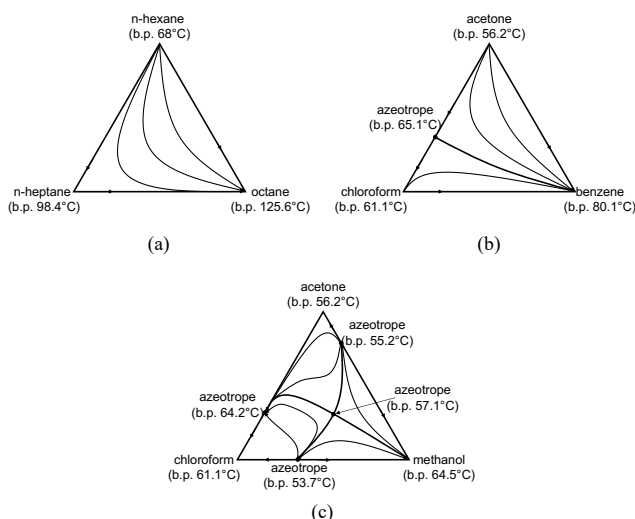 n-hexane
(b.p. 68°C)
n-heptane
(b.p. 98.4°C)
octane
(b.p. 125.6°C)
(a)
acetone
(b.p. 56.2°C)
azeotrope
(b.p. 65.1°C)
chloroform
(b.p. 61.1°C)
benzene
(b.p. 80.1°C)
(b)
acetone
(b.p. 56.2°C)
azeotrope
(b.p. 55.2°C)
azeotrope
(b.p. 64.2°C)
azeotrope
(b.p. 57.1°C)
chloroform
(b.p. 61.1°C)
azeotrope
(b.p. 53.7°C)
methanol
(b.p. 64.5°C)
(c)